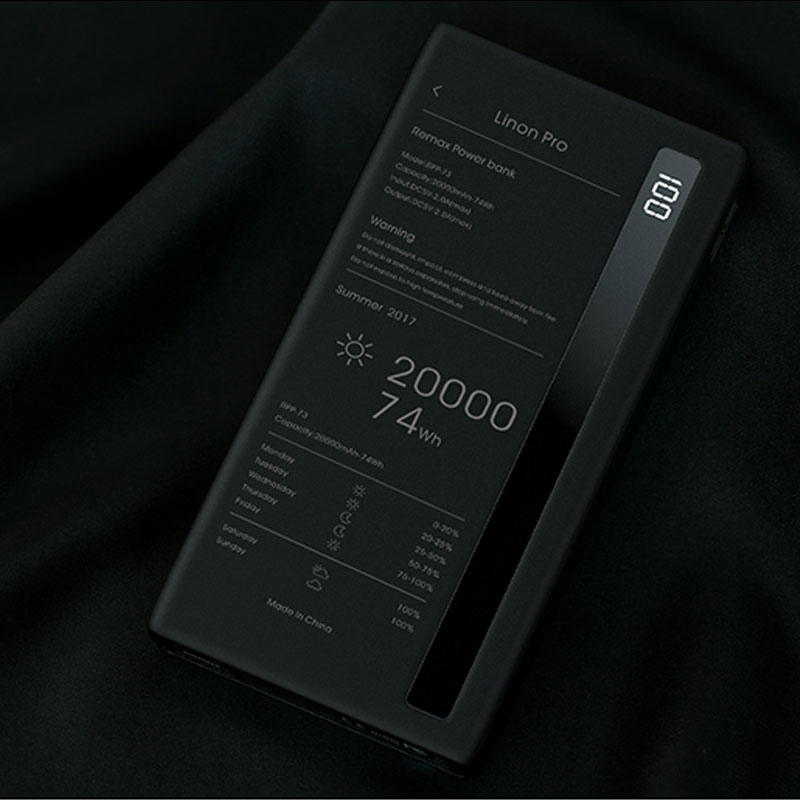 <
Linon Pro
100
Remax Power bank
Model:RPP-73
Capacity:20000mAh-74Wh
Input:DC5V-2.0A(max)
Output:DC5V-2.0A(max)
Warning
Do not dismount, impact, compress and keep away from fire
If there is a serious expansion, stop using immediately
Do not expose to high temperature
Summer 2017
20000
74Wh
RPP-73
Capacity:20000mAh-74Wh
Monday 0-20%
Tuesday 20-25%
Wednesday 25-50%
Thursday 50-75%
Friday 75-100%
Saturday 100%
Sunday 100%
Made in China